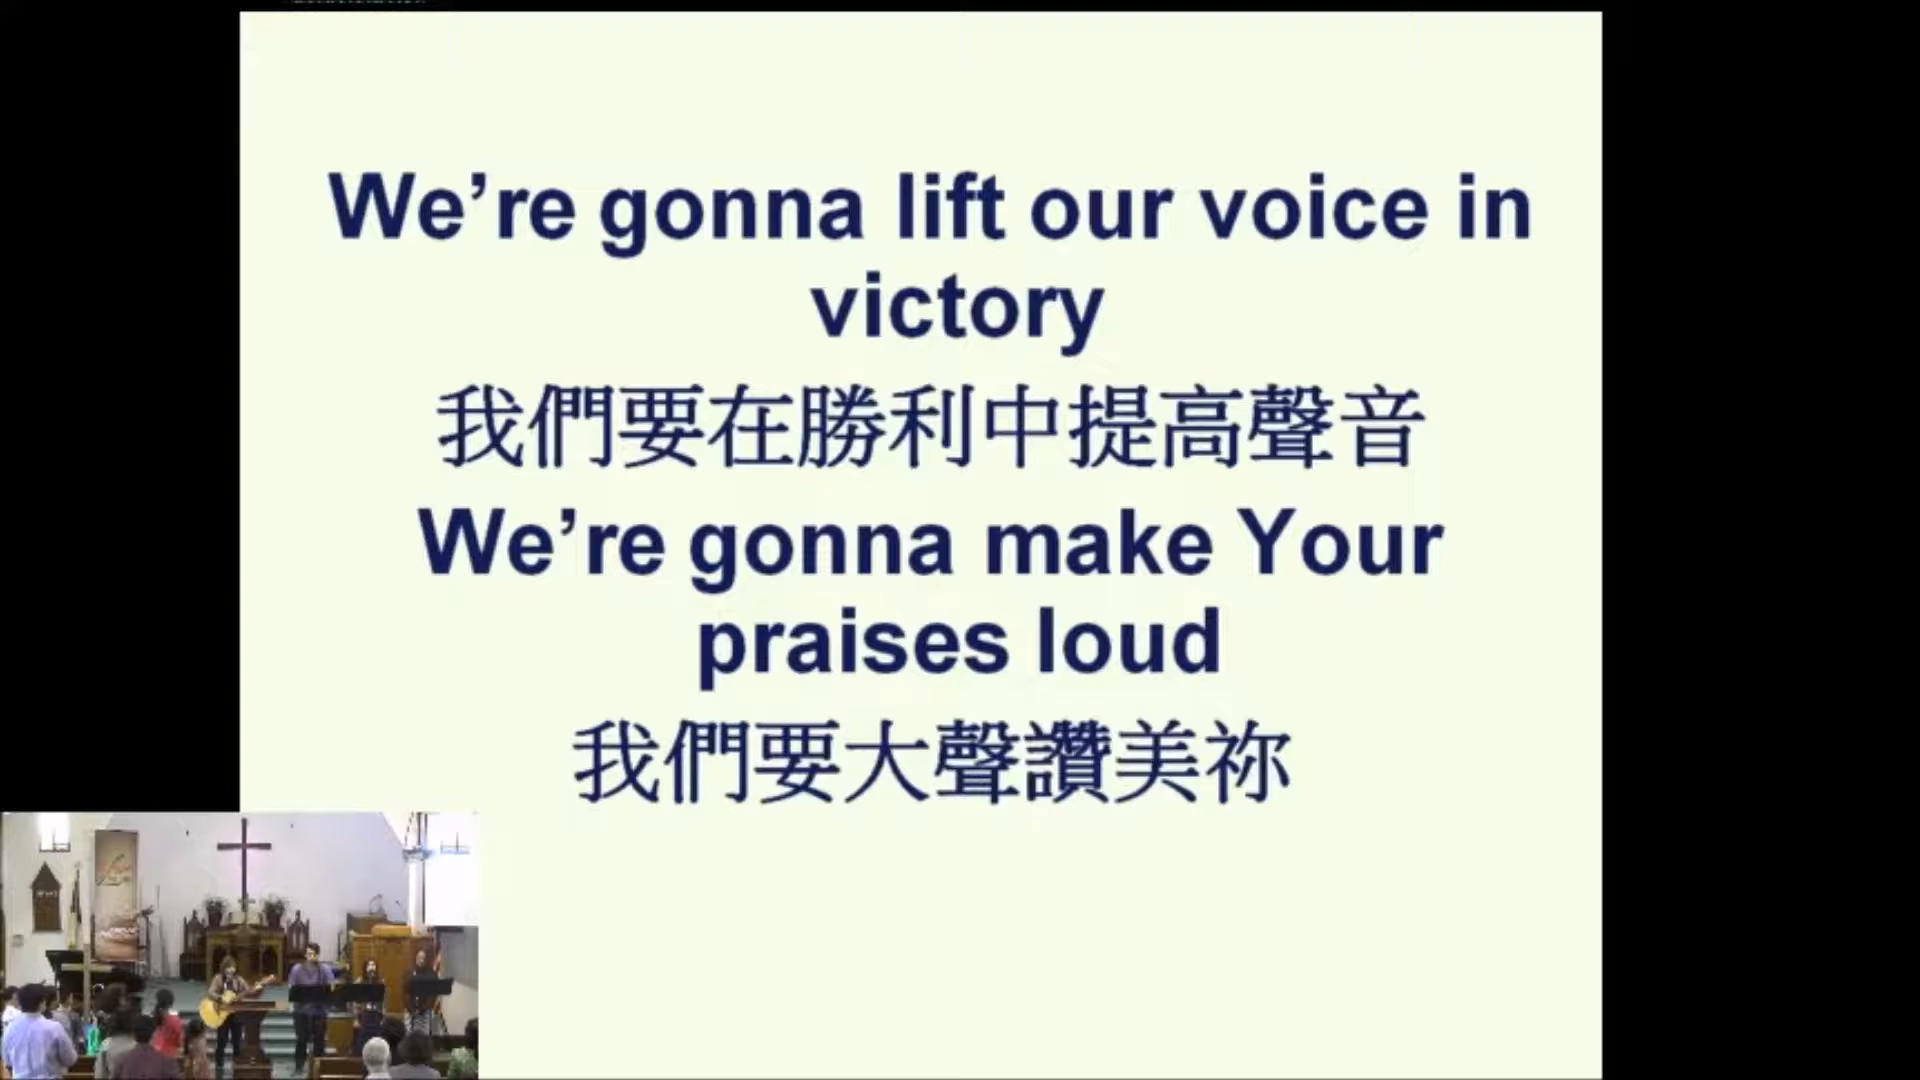 We’re gonna lift our voice in
victory
我們要在勝利中提高聲音
We’re gonna make Your
praises loud
我們要大聲讚美祢